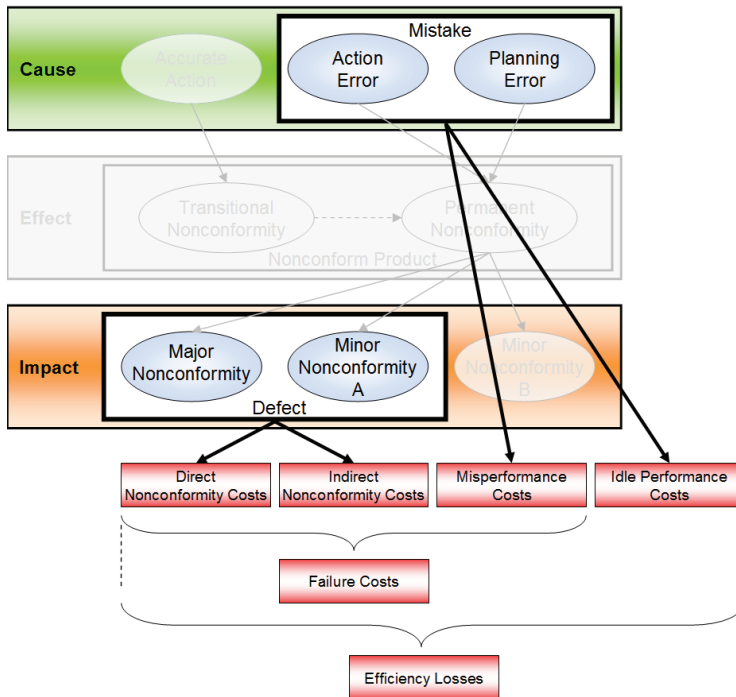 Mistake
Accurate
Action
Action
Error
Planning
Error
Cause
Transitional
Nonconformity
Permanent
Nonconformity
Effect
Nonconform Product
Major
Nonconformity
Minor
Nonconformity
A
Minor
Nonconformity
B
Impact
Defect
Direct
Nonconformity Costs
Indirect
Nonconformity Costs
Misperformance
Costs
Idle Performance
Costs
Failure Costs
Efficiency Losses